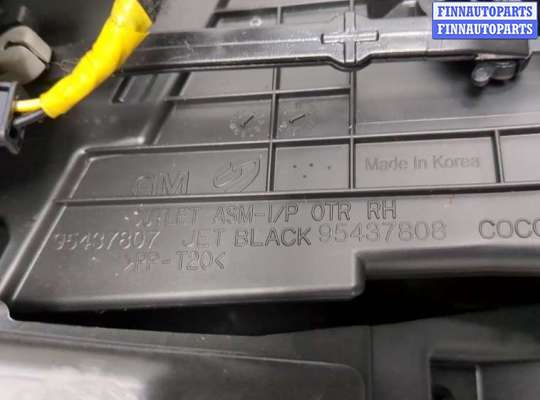 FINNAUTOPARTS
FINNAUTOPARTS
GM
Made In Korea
OUTLET ASM-I/P OTR RH
95437807 JET BLACK 95437808 COCO
>PP-T20<